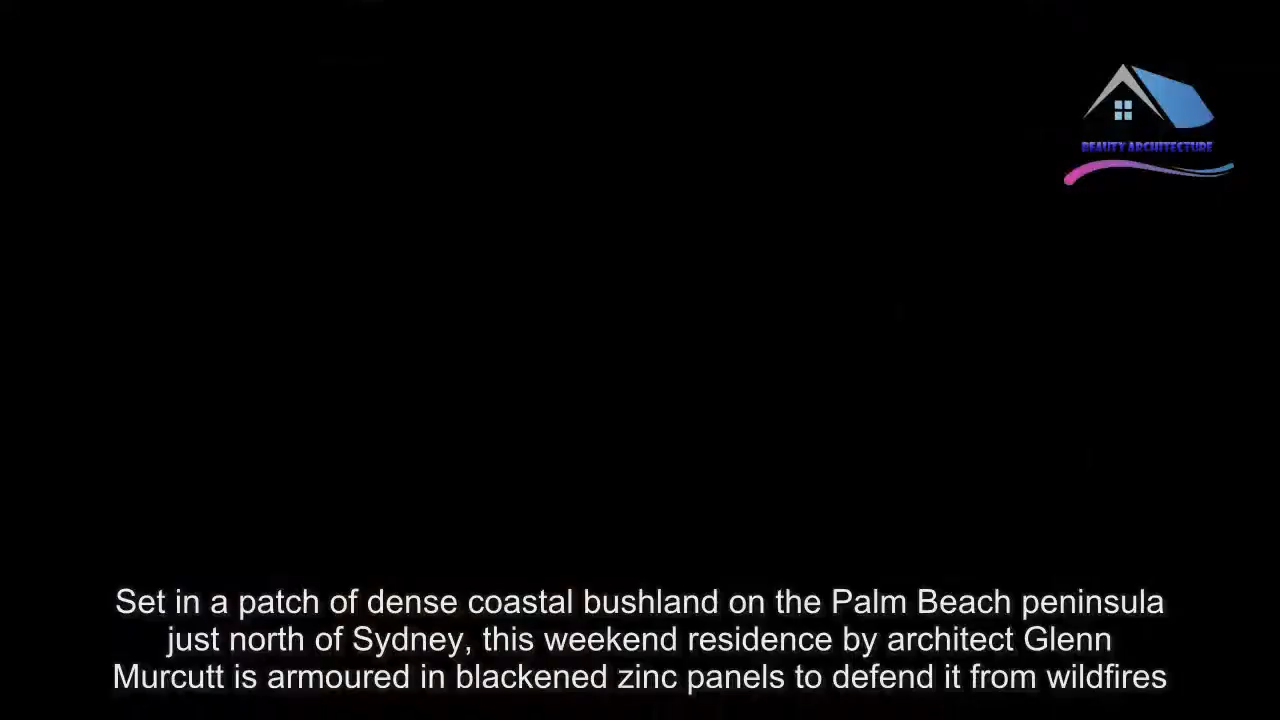 BEAUTY ARCHITECTURE
Set in a patch of dense coastal bushland on the Palm Beach peninsula
just north of Sydney, this weekend residence by architect Glenn
Murcutt is armoured in blackened zinc panels to defend it from wildfires